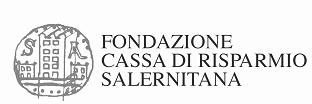 FONDAZIONE
CASSA DI RISPARMIO
SALERNITANA